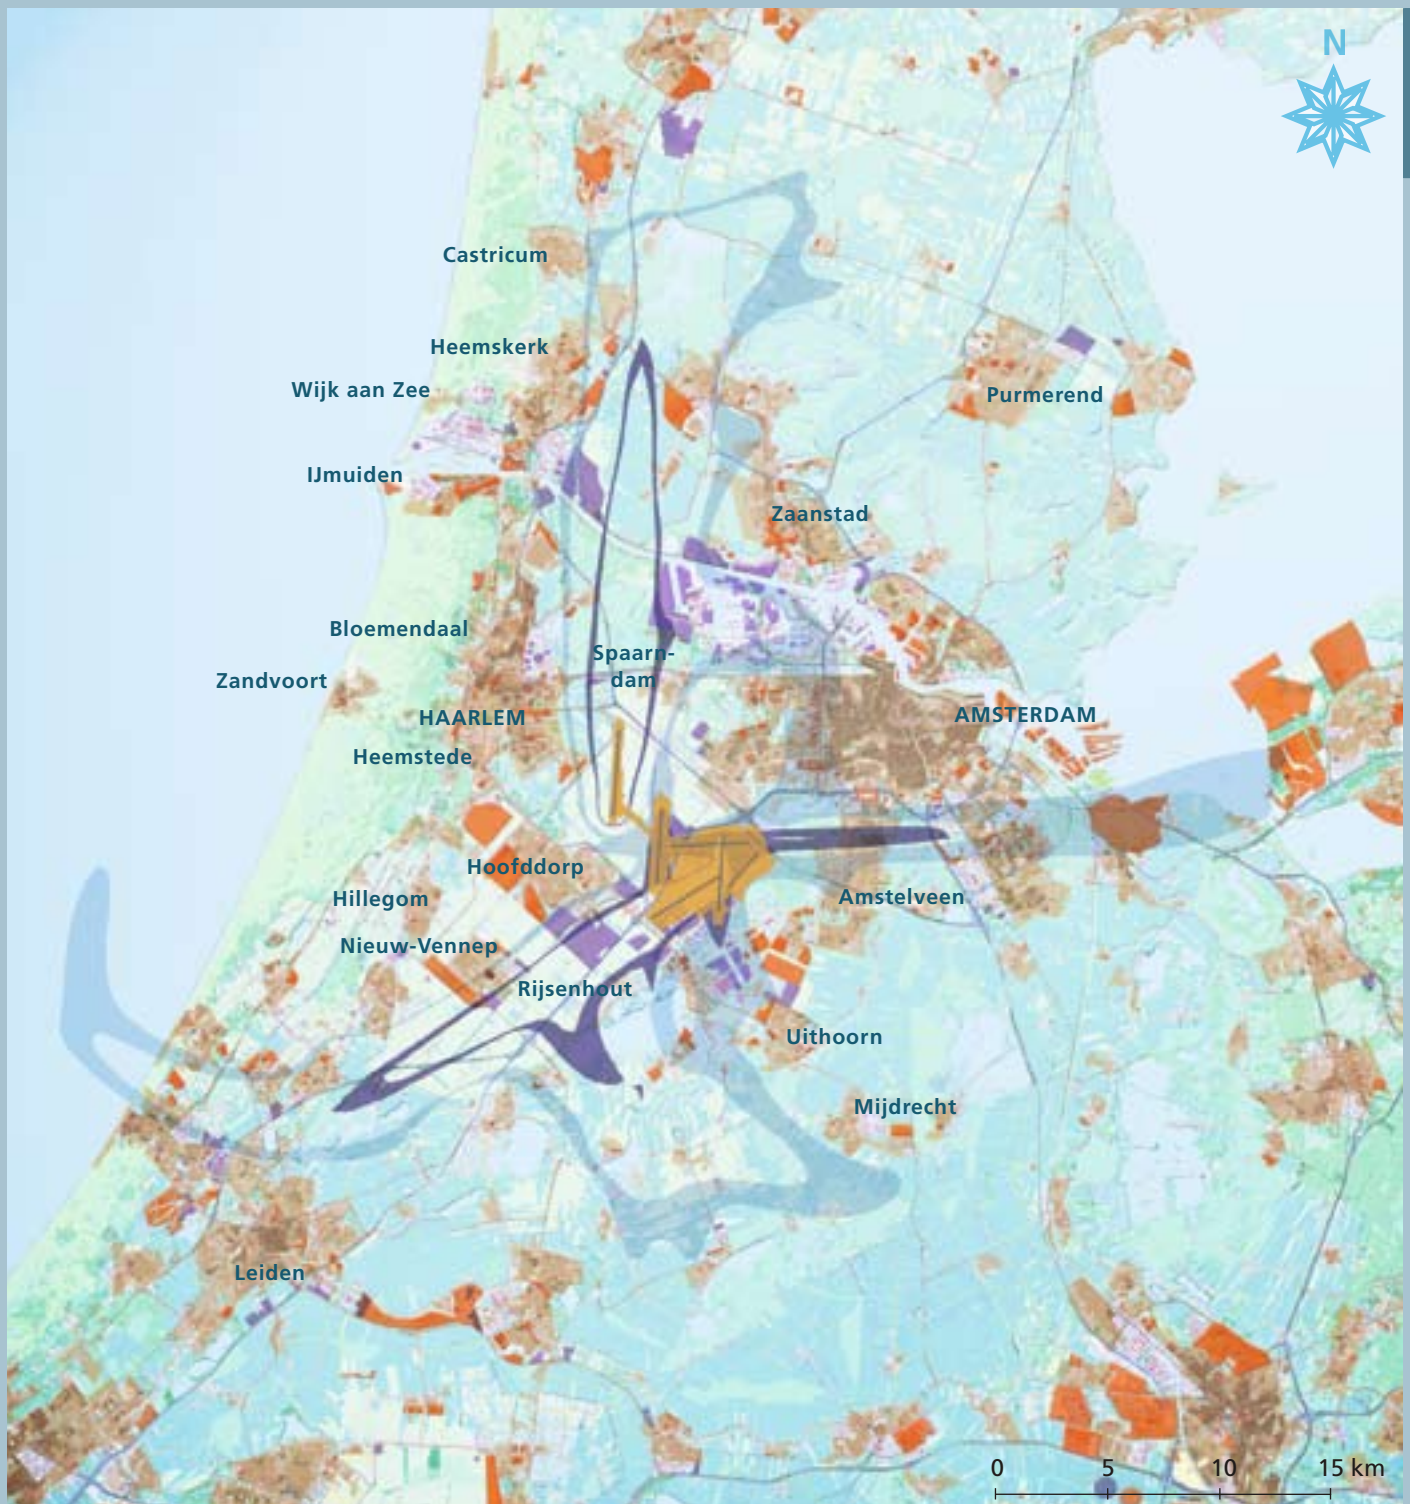 N
Castricum
Heemskerk
Wijk aan Zee
Purmerend
IJmuiden
Zaanstad
Bloemendaal
Spaarn-
dam
Zandvoort
HAARLEM
AMSTERDAM
Heemstede
Hoofddorp
Hillegom
Amstelveen
Nieuw-Vennep
Rijsenhout
Uithoorn
Mijdrecht
Leiden
0 5 10 15 km